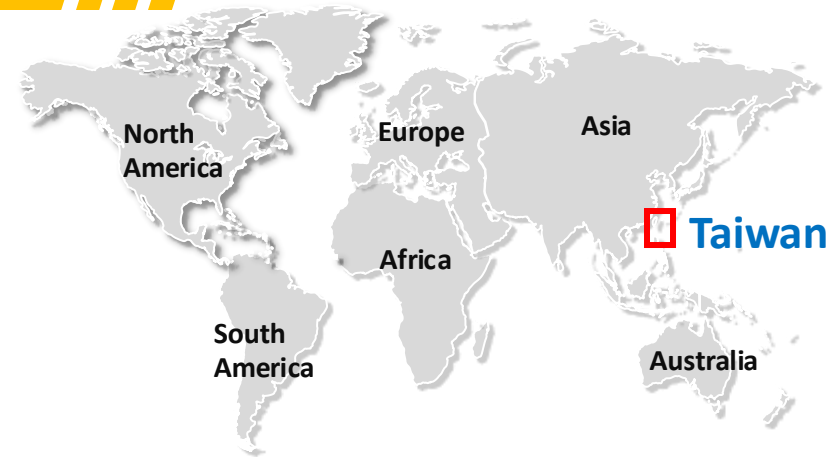 North
America
Europe
Asia
Taiwan
Africa
South
America
Australia